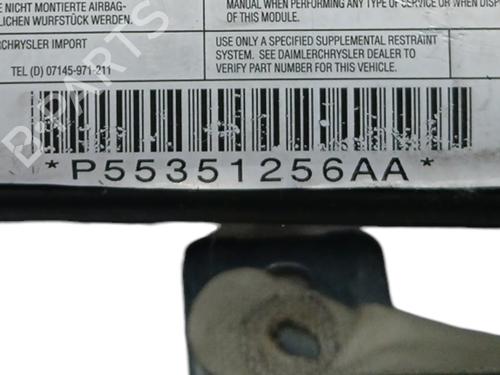 E NICHT MONTIERTE AIRBAG-
LICHEN WURFSTÜCK WERDEN.
CHRYSLER IMPORT
TEL (D) 07145-971-211
MANUAL WHEN PERFORMING ANY TYPE OF SERVICE OR WHEN
OF THIS MODULE.
USE ONLY A SPECIFIED SUPPLEMENTAL RESTRAINT
SYSTEM. SEE DAIMLERCHRYSLER DEALER TO
VERIFY PART NUMBER FOR THIS VEHICLE.
*P55351256AA*
B-PARTS